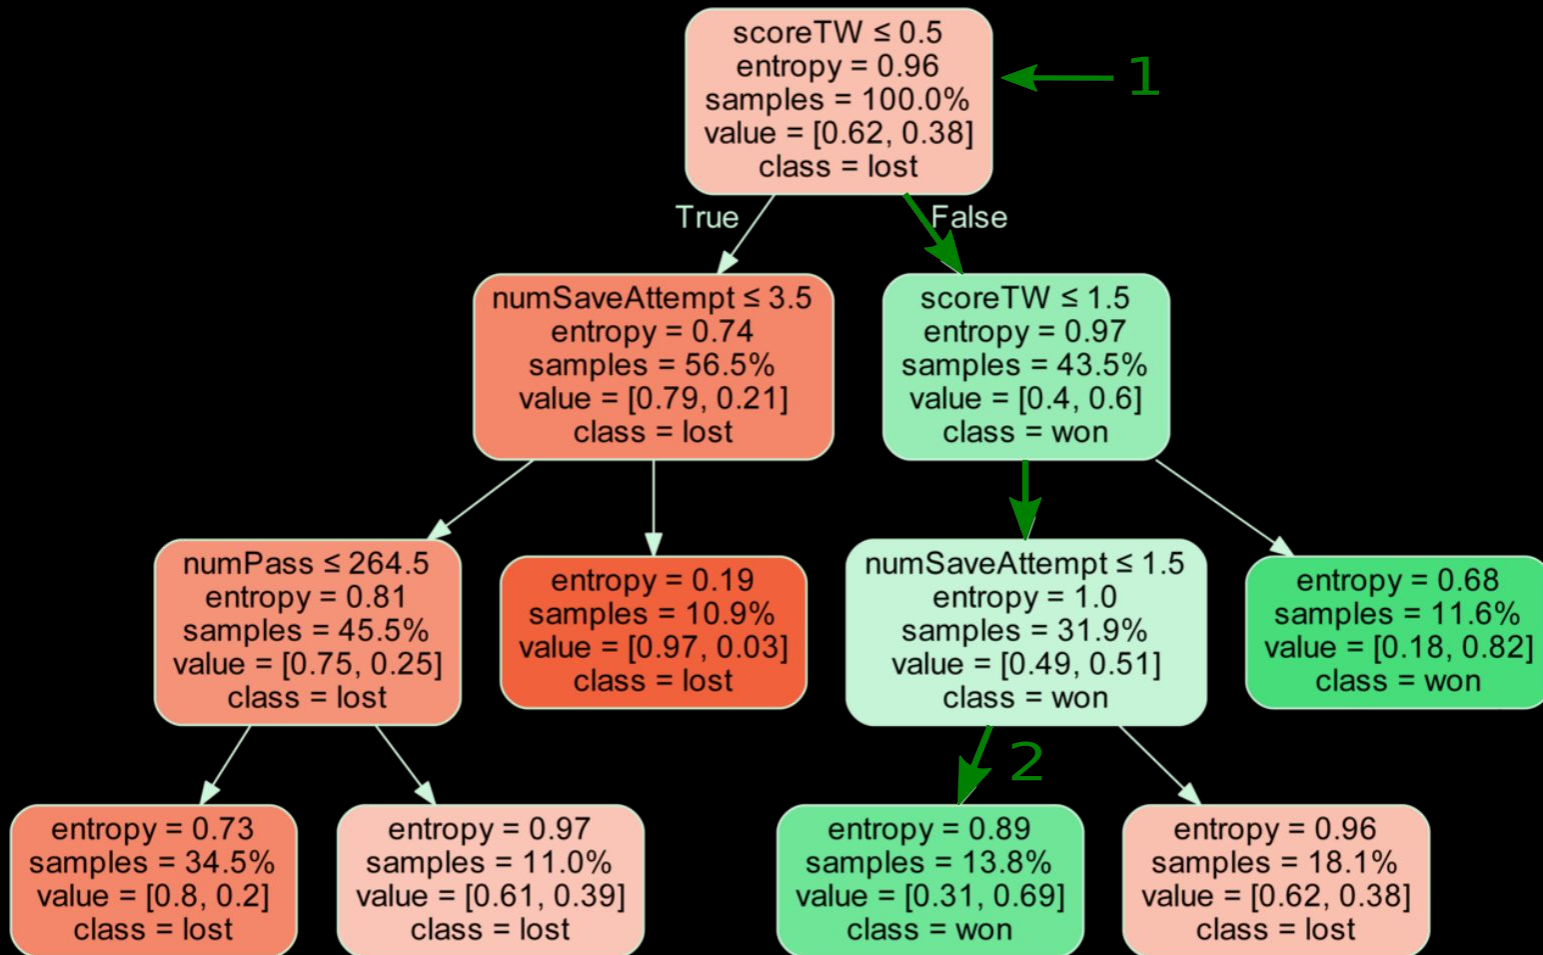 scoreTW ≤ 0.5
entropy = 0.96
samples = 100.0%
value = [0.62, 0.38]
class = lost
1
True
False
numSaveAttempt ≤ 3.5
entropy = 0.74
samples = 56.5%
value = [0.79, 0.21]
class = lost
scoreTW ≤ 1.5
entropy = 0.97
samples = 43.5%
value = [0.4, 0.6]
class = won
numPass ≤ 264.5
entropy = 0.81
samples = 45.5%
value = [0.75, 0.25]
class = lost
entropy = 0.19
samples = 10.9%
value = [0.97, 0.03]
class = lost
numSaveAttempt ≤ 1.5
entropy = 1.0
samples = 31.9%
value = [0.49, 0.51]
class = won
entropy = 0.68
samples = 11.6%
value = [0.18, 0.82]
class = won
2
entropy = 0.73
samples = 34.5%
value = [0.8, 0.2]
class = lost
entropy = 0.97
samples = 11.0%
value = [0.61, 0.39]
class = lost
entropy = 0.89
samples = 13.8%
value = [0.31, 0.69]
class = won
entropy = 0.96
samples = 18.1%
value = [0.62, 0.38]
class = lost